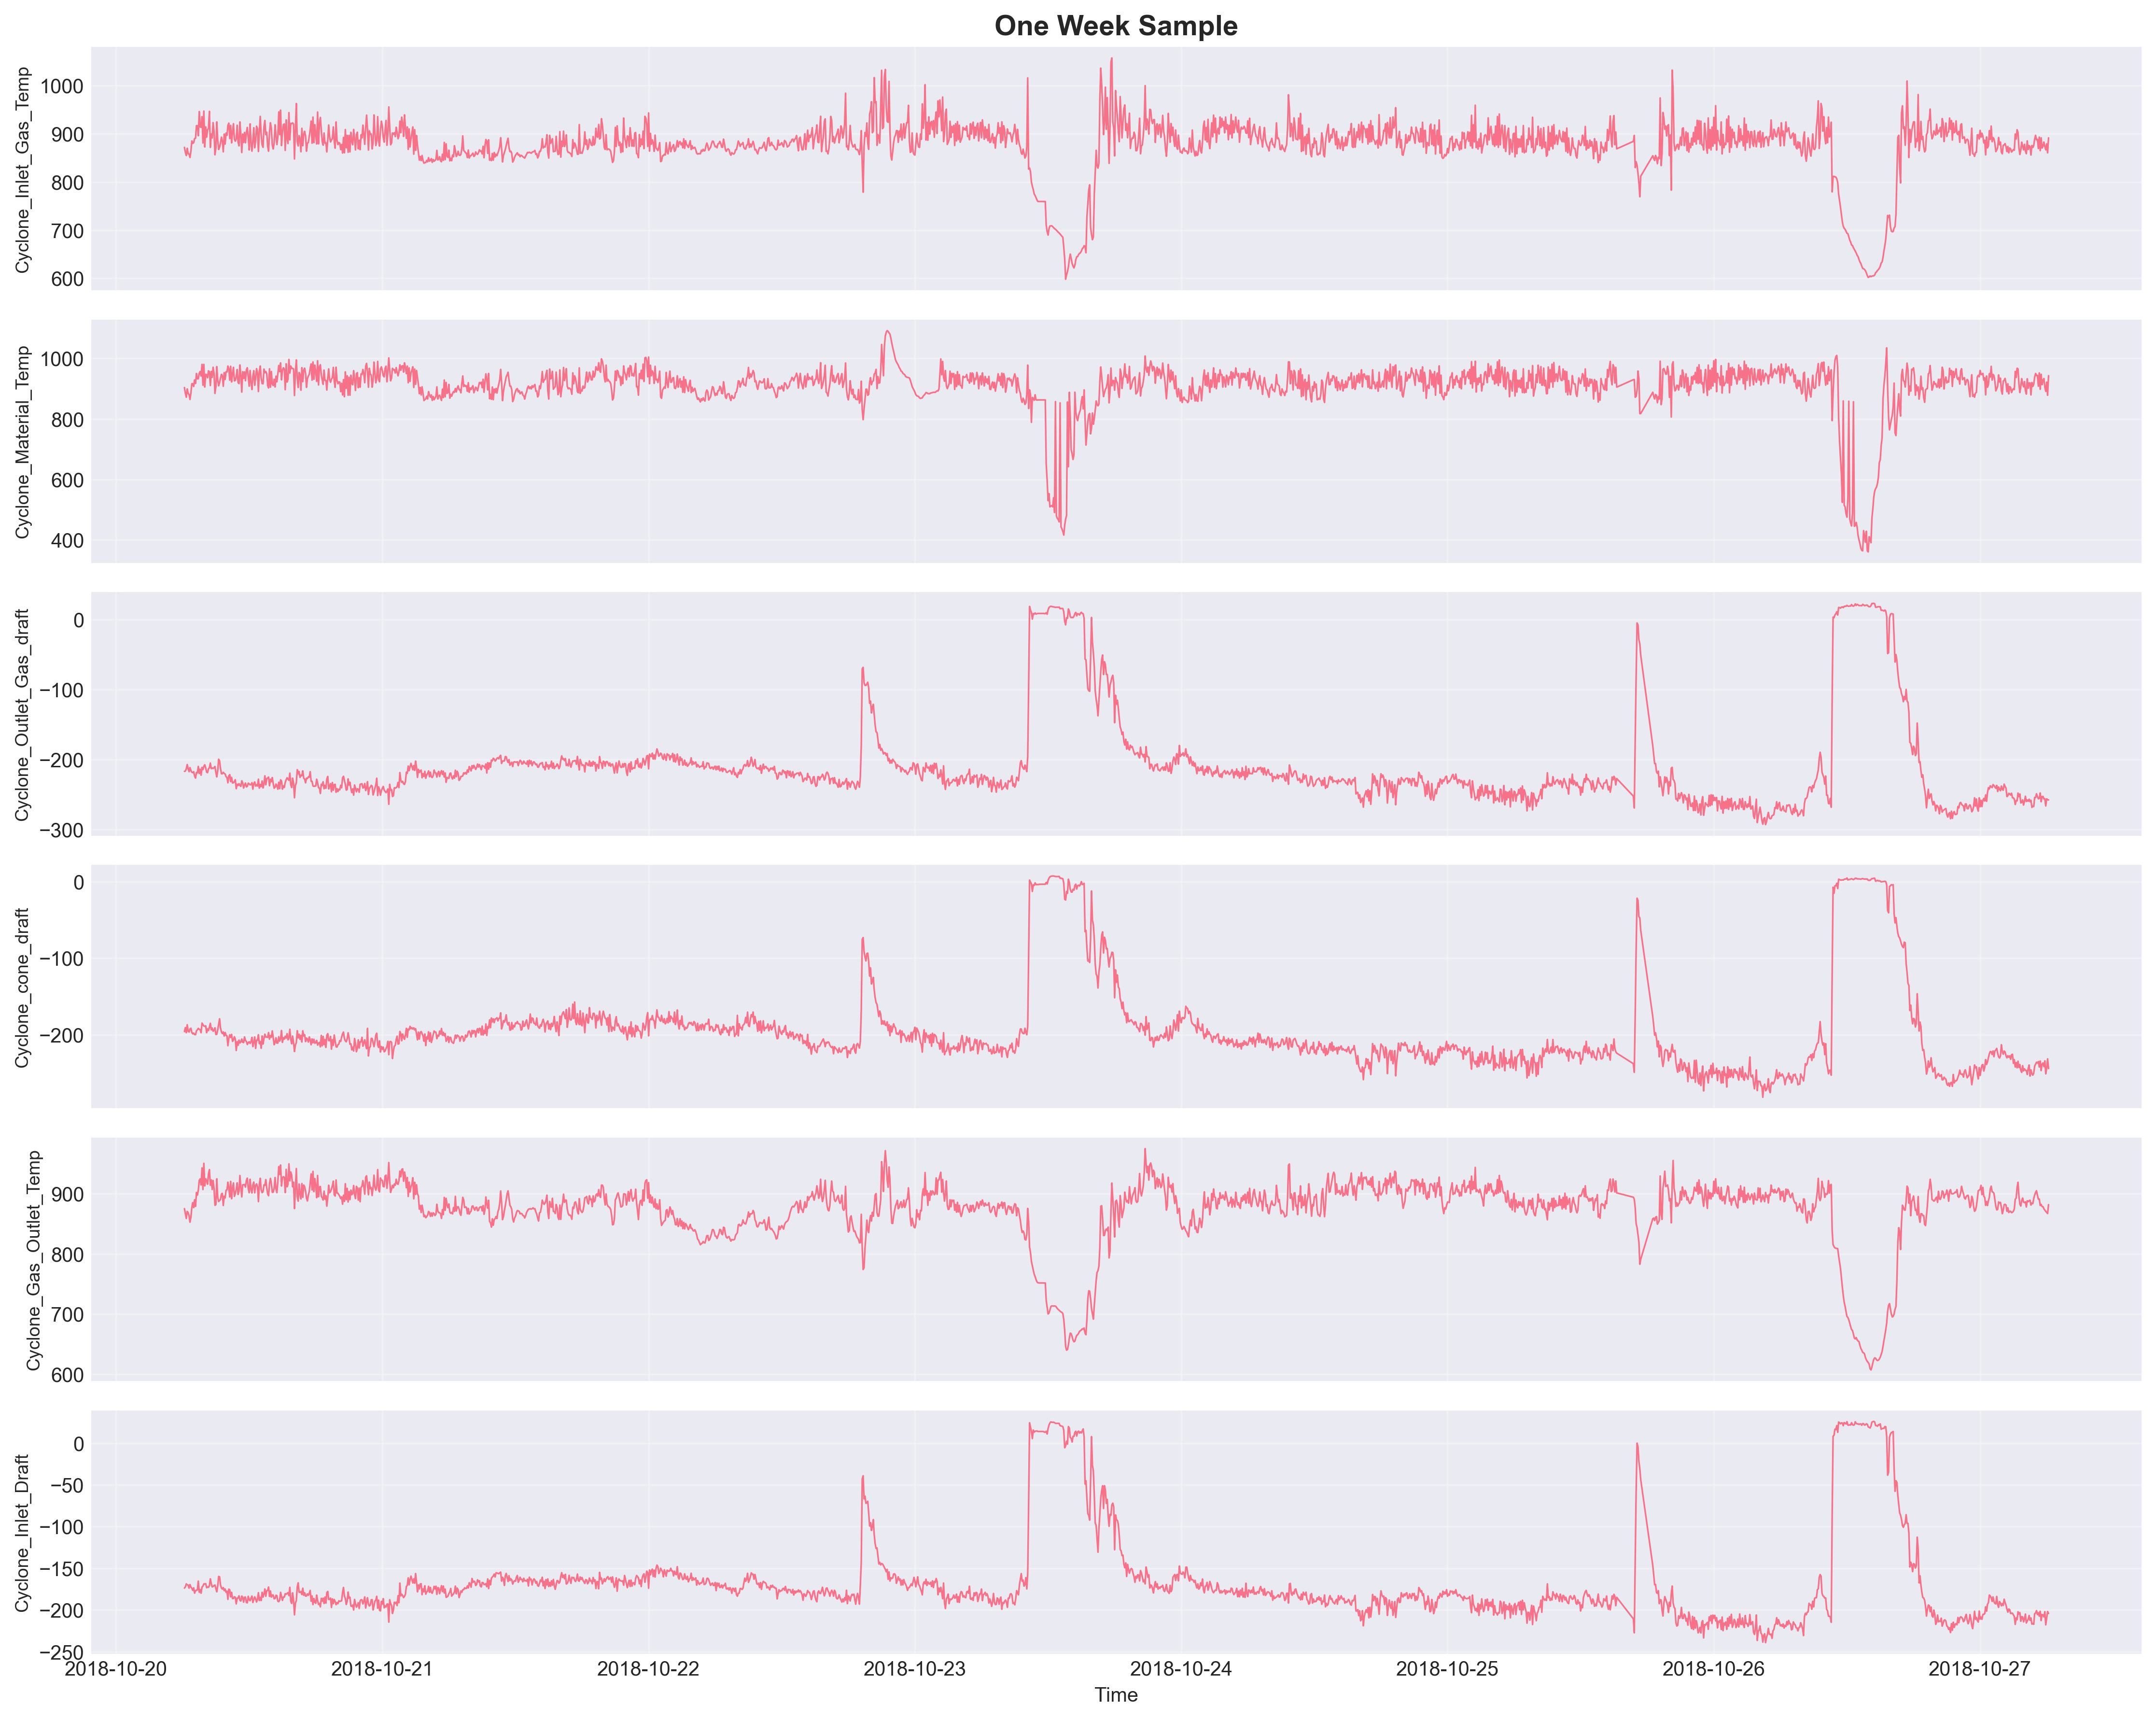 One Week Sample
Cyclone_Inlet_Gas_Temp
1000
900
800
700
600
Cyclone_Material_Temp
1000
800
600
400
Cyclone_Outlet_Gas_draft
0
−100
−200
−300
Cyclone_cone_draft
0
−100
−200
Cyclone_Gas_Outlet_Temp
900
800
700
600
Cyclone_Inlet_Draft
0
−50
−100
−150
−200
−250
2018-10-20 2018-10-21 2018-10-22 2018-10-23 2018-10-24 2018-10-25 2018-10-26 2018-10-27
Time